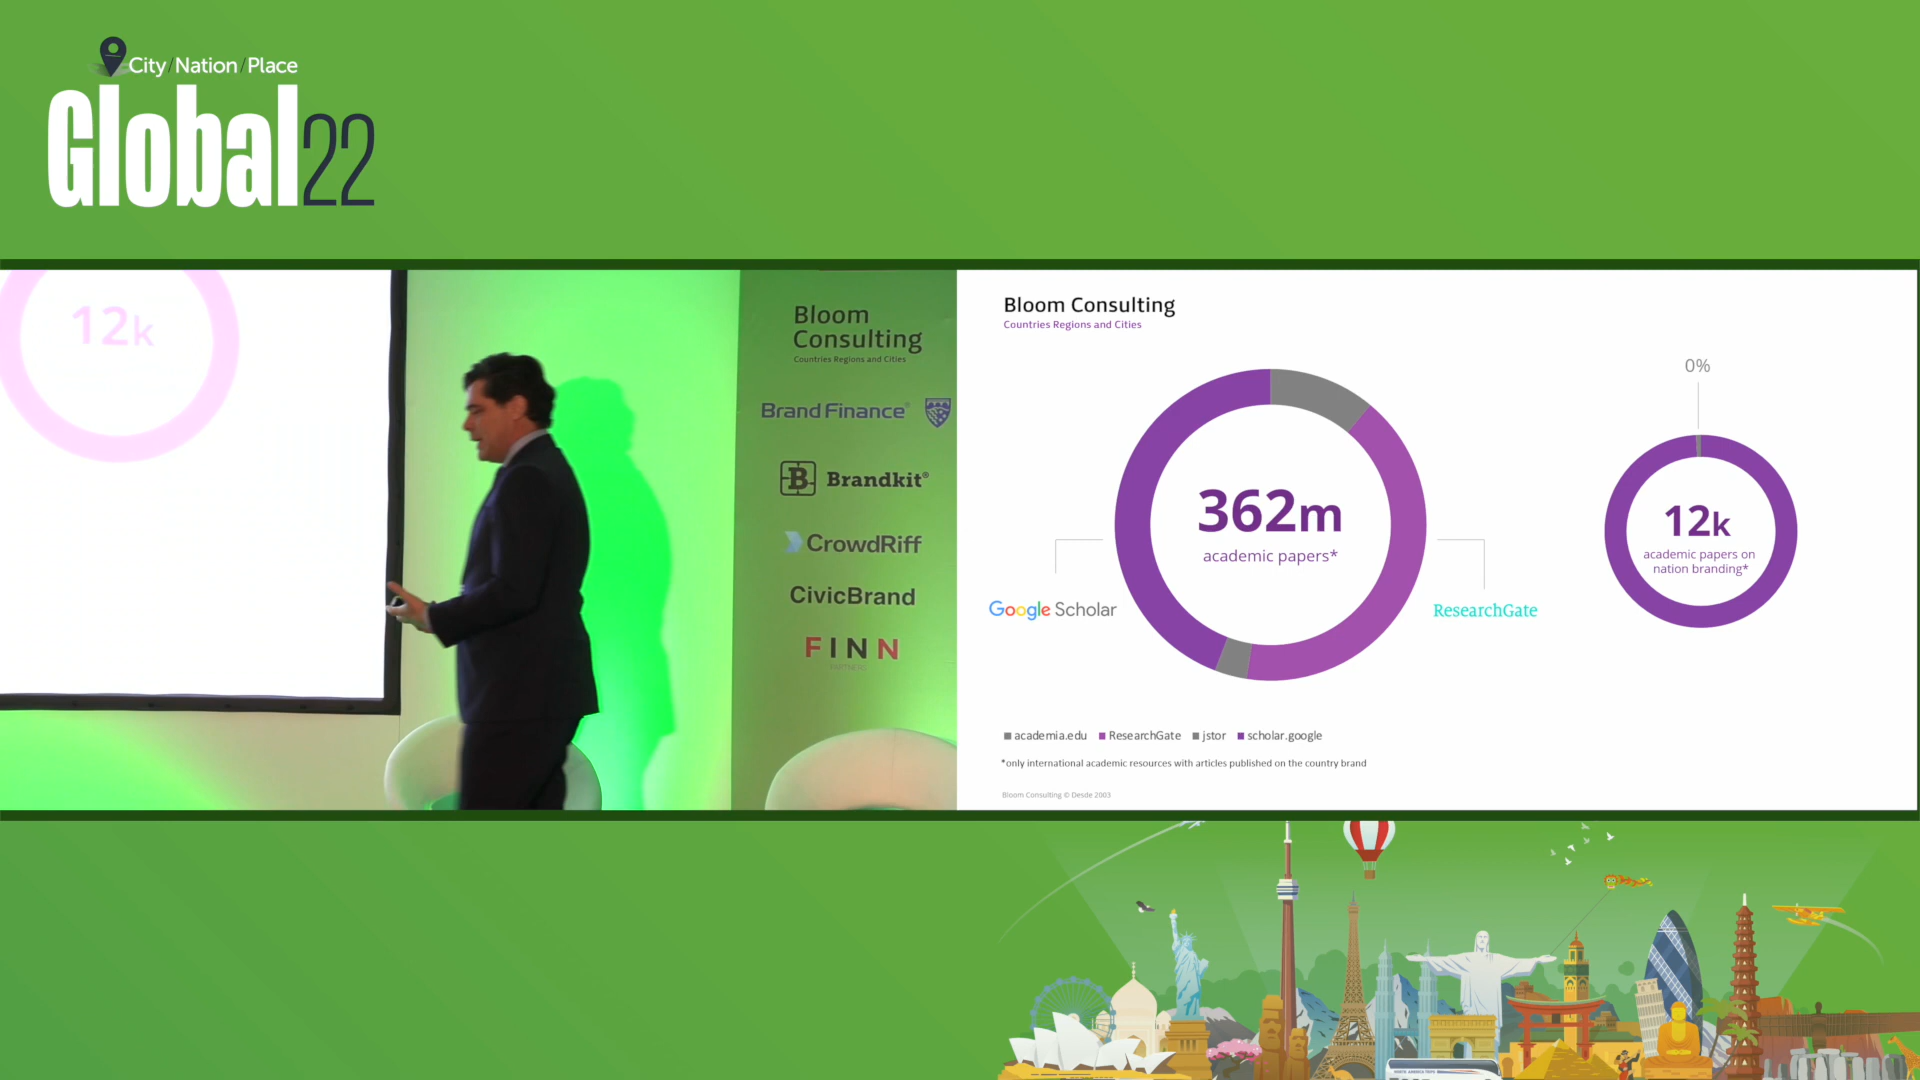 City/Nation/Place
Global22
12k
Bloom
Consulting
Countries Regions and Cities
Brand Finance®
B Brandkit®
CrowdRiff
CivicBrand
FINN
PARTNERS
Bloom Consulting
Countries Regions and Cities
362m
academic papers*
Google Scholar
ResearchGate
0%
12k
academic papers on
nation branding*
academia.edu ResearchGate jstor scholar.google
*only international academic resources with articles published on the country brand
Bloom Consulting © Desde 2003